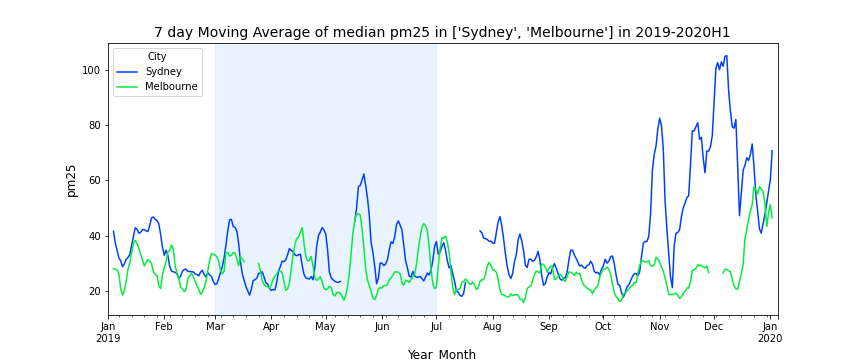 7 day Moving Average of median pm25 in ['Sydney', 'Melbourne'] in 2019-2020H1
City
Sydney
Melbourne
pm25
100
80
60
40
20
Jan Feb Mar Apr May Jun Jul Aug Sep Oct Nov Dec Jan
2019 2020
Year_Month